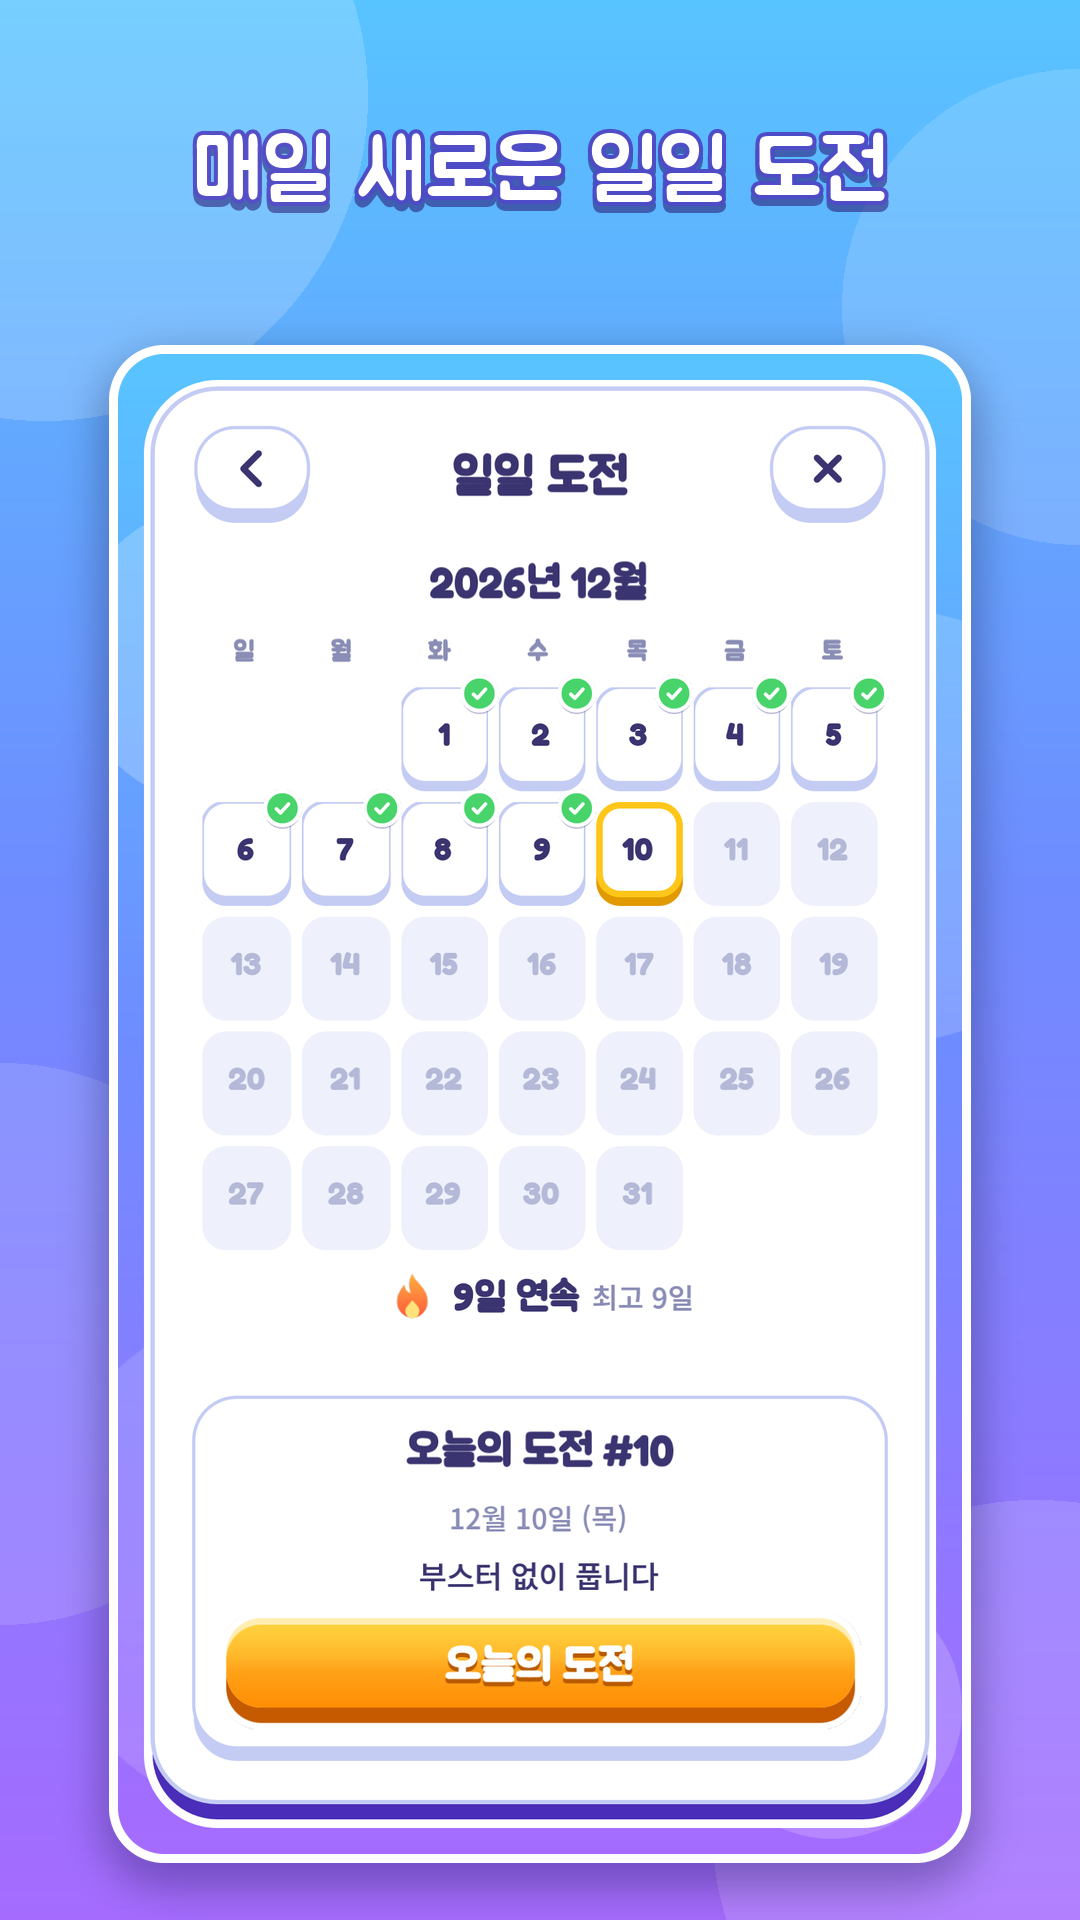 매일 새로운 일일 도전
일일 도전
2026년 12월
일 월 화 수 목 금 토
1 2 3 4 5
6 7 8 9 10 11 12
13 14 15 16 17 18 19
20 21 22 23 24 25 26
27 28 29 30 31
9일 연속 최고 9일
오늘의 도전 #10
12월 10일 (목)
부스터 없이 풉니다
오늘의 도전